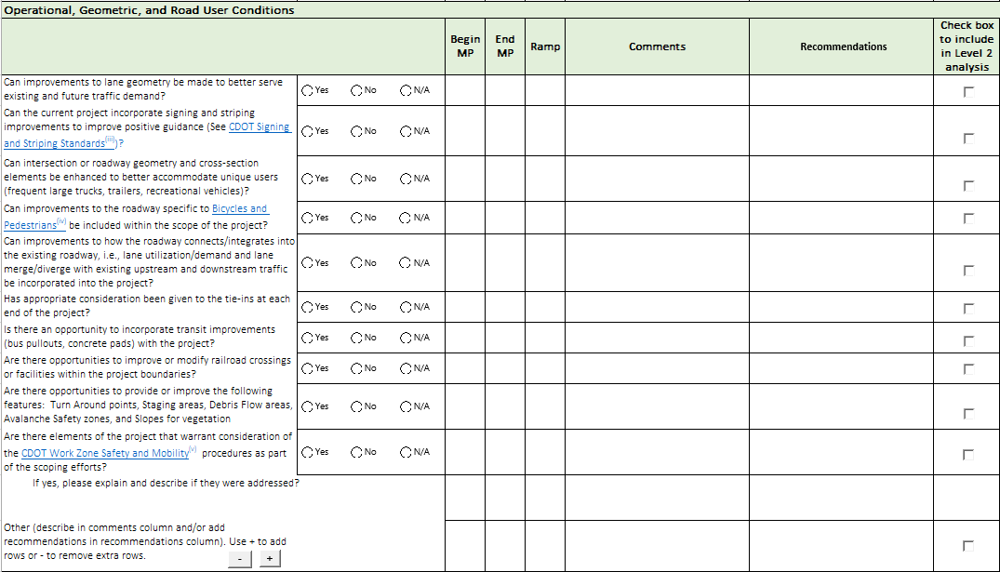 Operational, Geometric, and Road User Conditions
Begin MP
End MP
Ramp
Comments
Recommendations
Check box to include in Level 2 analysis
Can improvements to lane geometry be made to better serve
existing and future traffic demand?
Yes No N/A
Can the current project incorporate signing and striping
improvements to improve positive guidance (See CDOT Signing
and Striping Standards[iii])?
Yes No N/A
Can intersection or roadway geometry and cross-section
elements be enhanced to better accommodate unique users
(frequent large trucks, trailers, recreational vehicles)?
Yes No N/A
Can improvements to the roadway specific to Bicycles and
Pedestrians[iv] be included within the scope of the project?
Yes No N/A
Can improvements to how the roadway connects/integrates into
the existing roadway, i.e., lane utilization/demand and lane
merge/diverge with existing upstream and downstream traffic
be incorporated into the project?
Yes No N/A
Has appropriate consideration been given to the tie-ins at each
end of the project?
Yes No N/A
Is there an opportunity to incorporate transit improvements
(bus pullouts, concrete pads) with the project?
Yes No N/A
Are there opportunities to improve or modify railroad crossings
or facilities within the project boundaries?
Yes No N/A
Are there opportunities to provide or improve the following
features: Turn Around points, Staging areas, Debris Flow areas,
Avalanche Safety zones, and Slopes for vegetation
Yes No N/A
Are there elements of the project that warrant consideration of
the CDOT Work Zone Safety and Mobility[v] procedures as part
of the scoping efforts?
Yes No N/A
If yes, please explain and describe if they were addressed?
Other (describe in comments column and/or add
recommendations in recommendations column). Use + to add
rows or - to remove extra rows.
- +